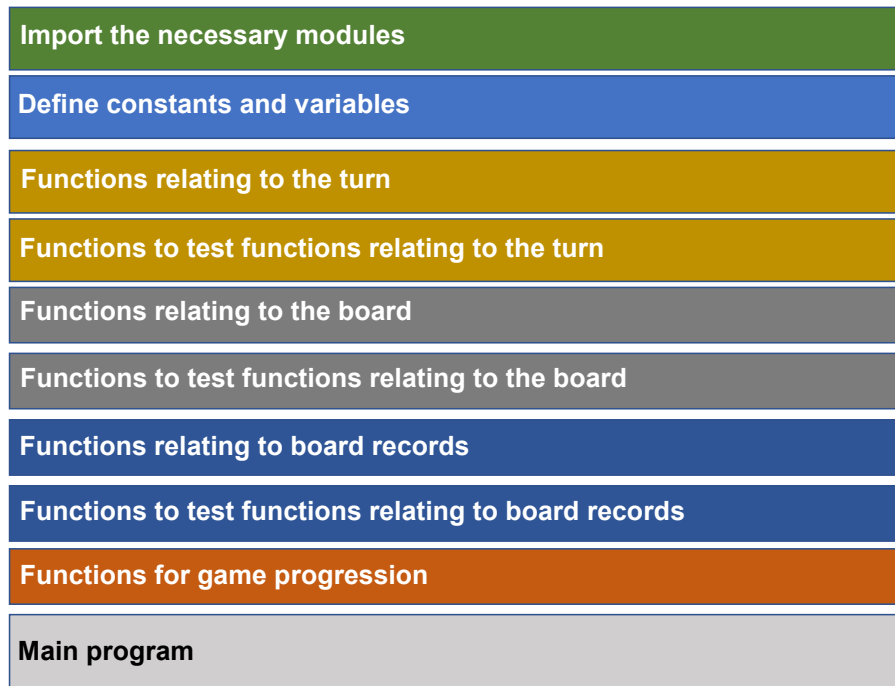 Import the necessary modules
Define constants and variables
Functions relating to the turn
Functions to test functions relating to the turn
Functions relating to the board
Functions to test functions relating to the board
Functions relating to board records
Functions to test functions relating to board records
Functions for game progression
Main program